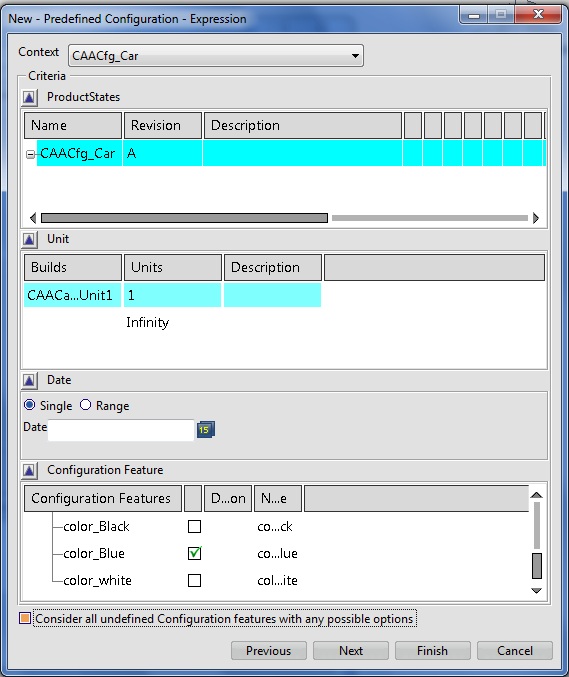 New - Predefined Configuration - Expression
Context CAACfg_Car
Criteria
ProductStates
Name Revision Description
CAACfg_Car A
Unit
Builds Units Description
CAACa...Unit1 1
Infinity
Date
Single Range
Date 15
Configuration Feature
Configuration Features D...on N...e
color_Black co...ck
color_Blue co...lue
color_white col...ite
Consider all undefined Configuration features with any possible options
Previous Next Finish Cancel